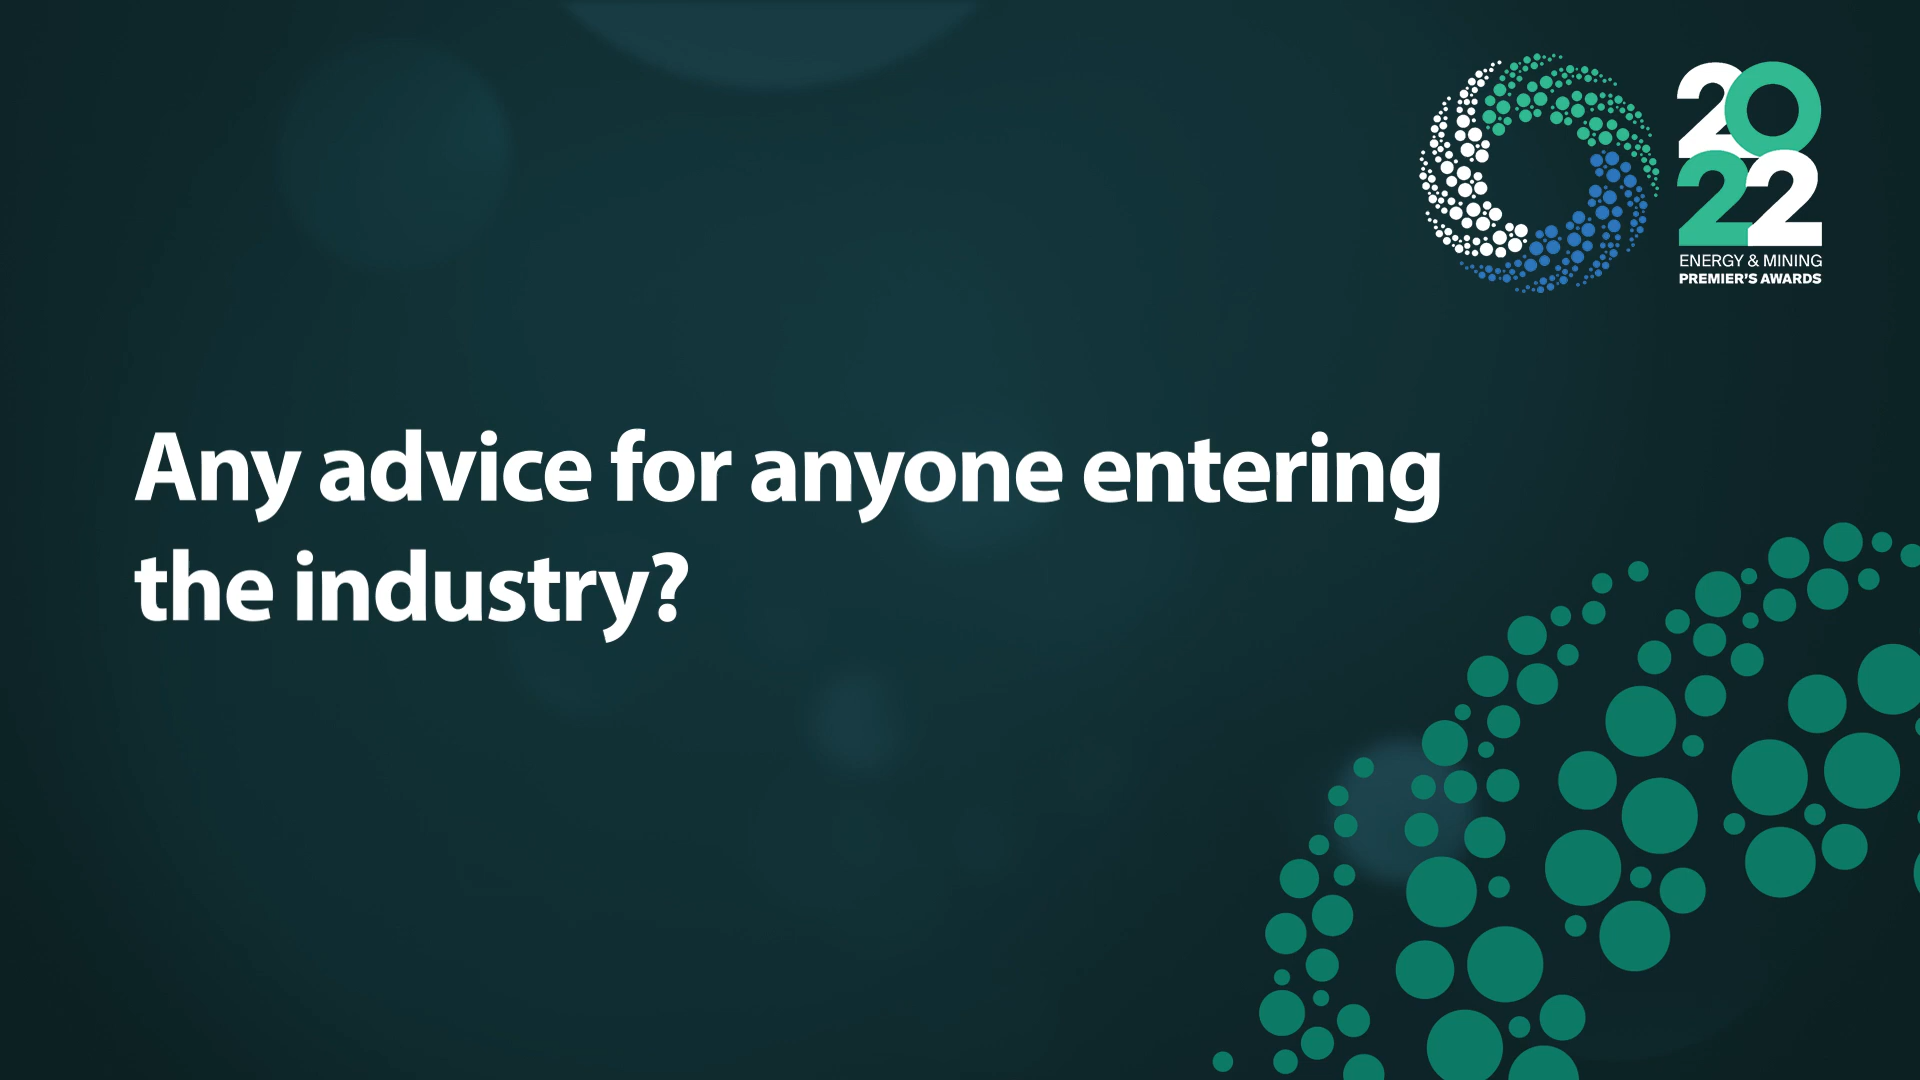 2022
ENERGY & MINING
PREMIER'S AWARDS
Any advice for anyone entering
the industry?